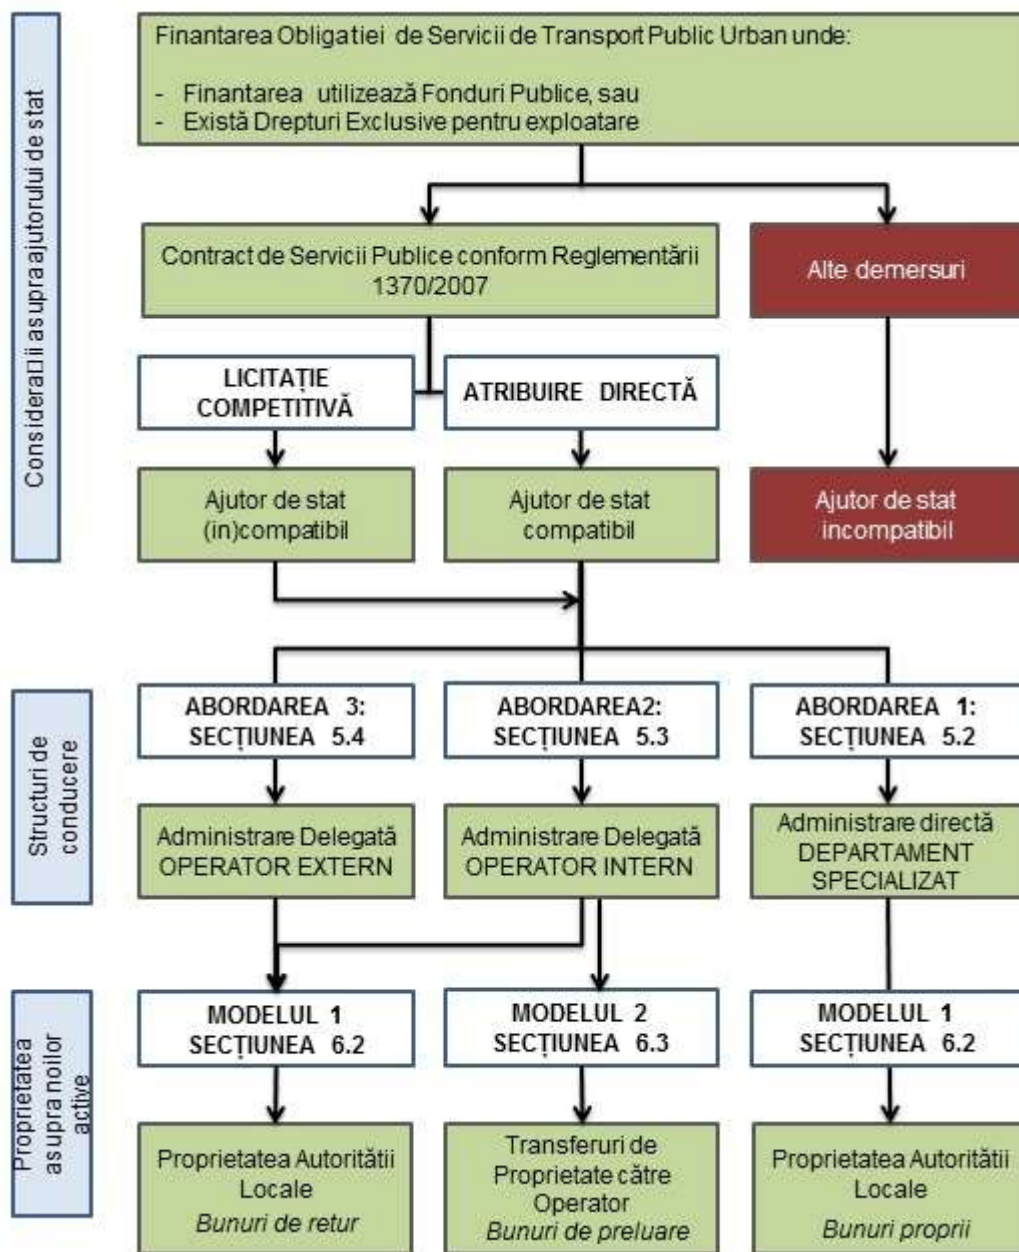 Consideraţii asupra ajutorului de stat
Finantarea Obligatiei de Servicii de Transport Public Urban unde:
- Finantarea utilizează Fonduri Publice, sau
- Există Drepturi Exclusive pentru exploatare
Contract de Servicii Publice conform Reglementării
1370/2007
Alte demersuri
LICITAȚIE
COMPETITIVĂ
ATRIBUIRE DIRECTĂ
Ajutor de stat
(in)compatibil
Ajutor de stat
compatibil
Ajutor de stat
incompatibil
Structuri de
conducere
ABORDAREA 3:
SECȚIUNEA 5.4
ABORDAREA2:
SECȚIUNEA 5.3
ABORDAREA 1:
SECȚIUNEA 5.2
Administrare Delegată
OPERATOR EXTERN
Administrare Delegată
OPERATOR INTERN
Administrare directă
DEPARTAMENT
SPECIALIZAT
Proprietatea
asupra noilor
active
MODELUL 1
SECȚIUNEA 6.2
MODELUL 2
SECȚIUNEA 6.3
MODELUL 1
SECȚIUNEA 6.2
Proprietatea Autoritătii
Locale
Bunuri de retur
Transferuri de
Proprietate către
Operator
Bunuri de preluare
Proprietatea Autoritătii
Locale
Bunuri proprii